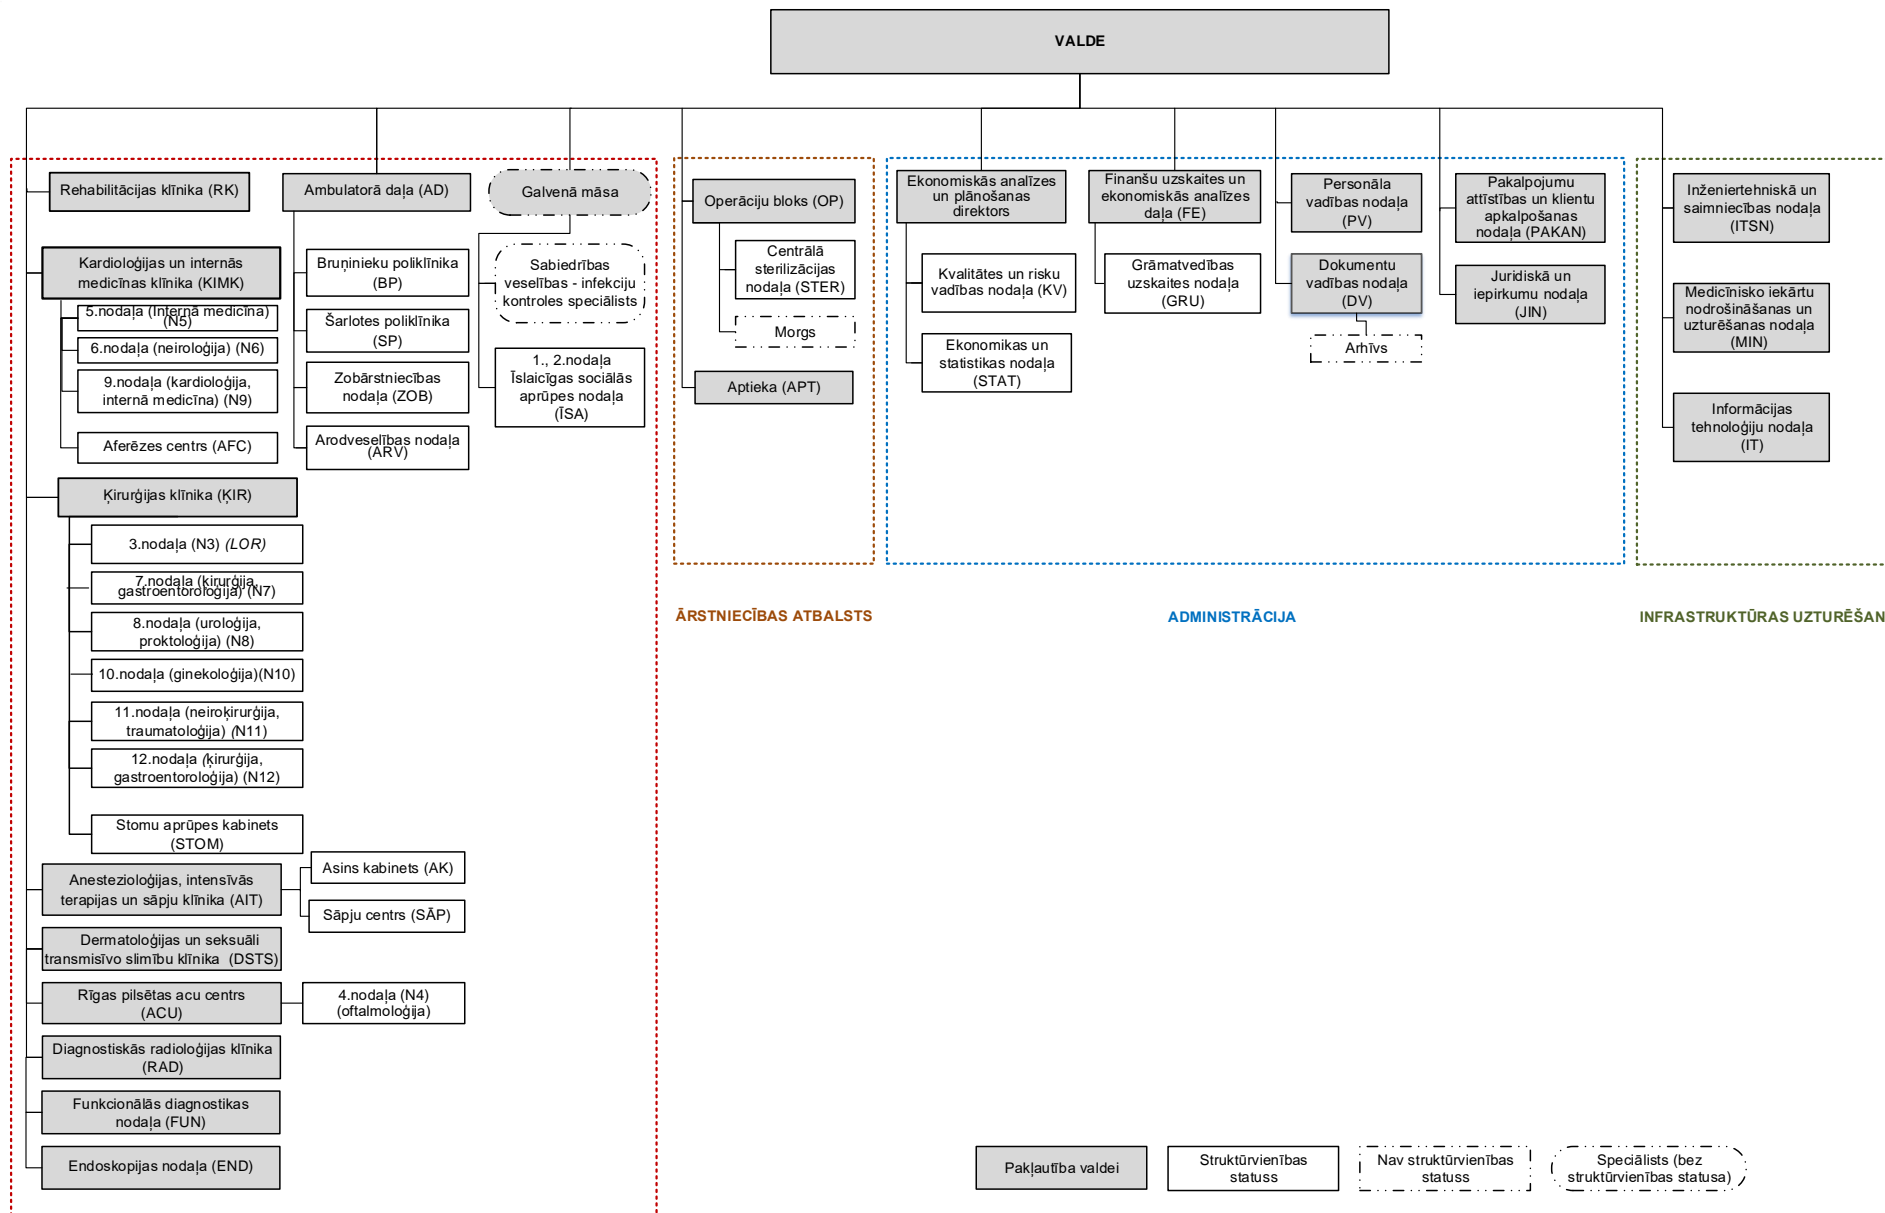 VALDE
Rehabilitācijas klīnika (RK)
Kardioloģijas un internās
medicīnas klīnika (KIMK)
5.nodaļa (Internā medicīna)
(N5)
6.nodaļa (neiroloģija) (N6)
9.nodaļa (kardioloģija,
internā medicīna) (N9)
Aferēzes centrs (AFC)
Ķirurģijas klīnika (ĶIR)
3.nodaļa (N3) (LOR)
7.nodaļa (ķirurģija,
gastroentoroloģija) (N7)
8.nodaļa (uroloģija,
proktoloģija) (N8)
10.nodaļa (ginekoloģija)(N10)
11.nodaļa (neiroķirurģija,
traumatoloģija) (N11)
12.nodaļa (ķirurģija,
gastroentoroloģija) (N12)
Stomu aprūpes kabinets
(STOM)
Anestezioloģijas, intensīvās
terapijas un sāpju klīnika (AIT)
Asins kabinets (AK)
Sāpju centrs (SĀP)
Dermatoloģijas un seksuāli
transmisīvo slimību klīnika (DSTS)
Rīgas pilsētas acu centrs
(ACU)
4.nodaļa (N4)
(oftalmoloģija)
Diagnostiskās radioloģijas klīnika
(RAD)
Funkcionālās diagnostikas
nodaļa (FUN)
Endoskopijas nodaļa (END)
Ambulatorā daļa (AD)
Bruņinieku poliklīnika
(BP)
Šarlotes poliklīnika
(SP)
Zobārstniecības
nodaļa (ZOB)
Arodveselības nodaļa
(ARV)
Galvenā māsa
Sabiedrības
veselības - infekciju
kontroles speciālists
1., 2.nodaļa
Īslaicīgas sociālās
aprūpes nodaļa
(ĪSA)
Operāciju bloks (OP)
Centrālā
sterilizācijas
nodaļa (STER)
Morgs
Aptieka (APT)
ĀRSTNIECĪBAS ATBALSTS
Ekonomiskās analīzes
un plānošanas
direktors
Kvalitātes un risku
vadības nodaļa (KV)
Ekonomikas un
statistikas nodaļa
(STAT)
Finanšu uzskaites un
ekonomiskās analīzes
daļa (FE)
Grāmatvedības
uzskaites nodaļa
(GRU)
Personāla
vadības nodaļa
(PV)
Dokumentu
vadības nodaļa
(DV)
Arhīvs
Pakalpojumu
attīstības un klientu
apkalpošanas
nodaļa (PAKAN)
Juridiskā un
iepirkumu nodaļa
(JIN)
ADMINISTRĀCIJA
Inženiertehniskā un
saimniecības nodaļa
(ITSN)
Medicīnisko iekārtu
nodrošināšanas un
uzturēšanas nodaļa
(MIN)
Informācijas
tehnoloģiju nodaļa
(IT)
INFRASTRUKTŪRAS UZTURĒŠAN
Pakļautība valdei
Struktūrvienības
statuss
Nav struktūrvienības
statuss
Speciālists (bez
struktūrvienības statusa)